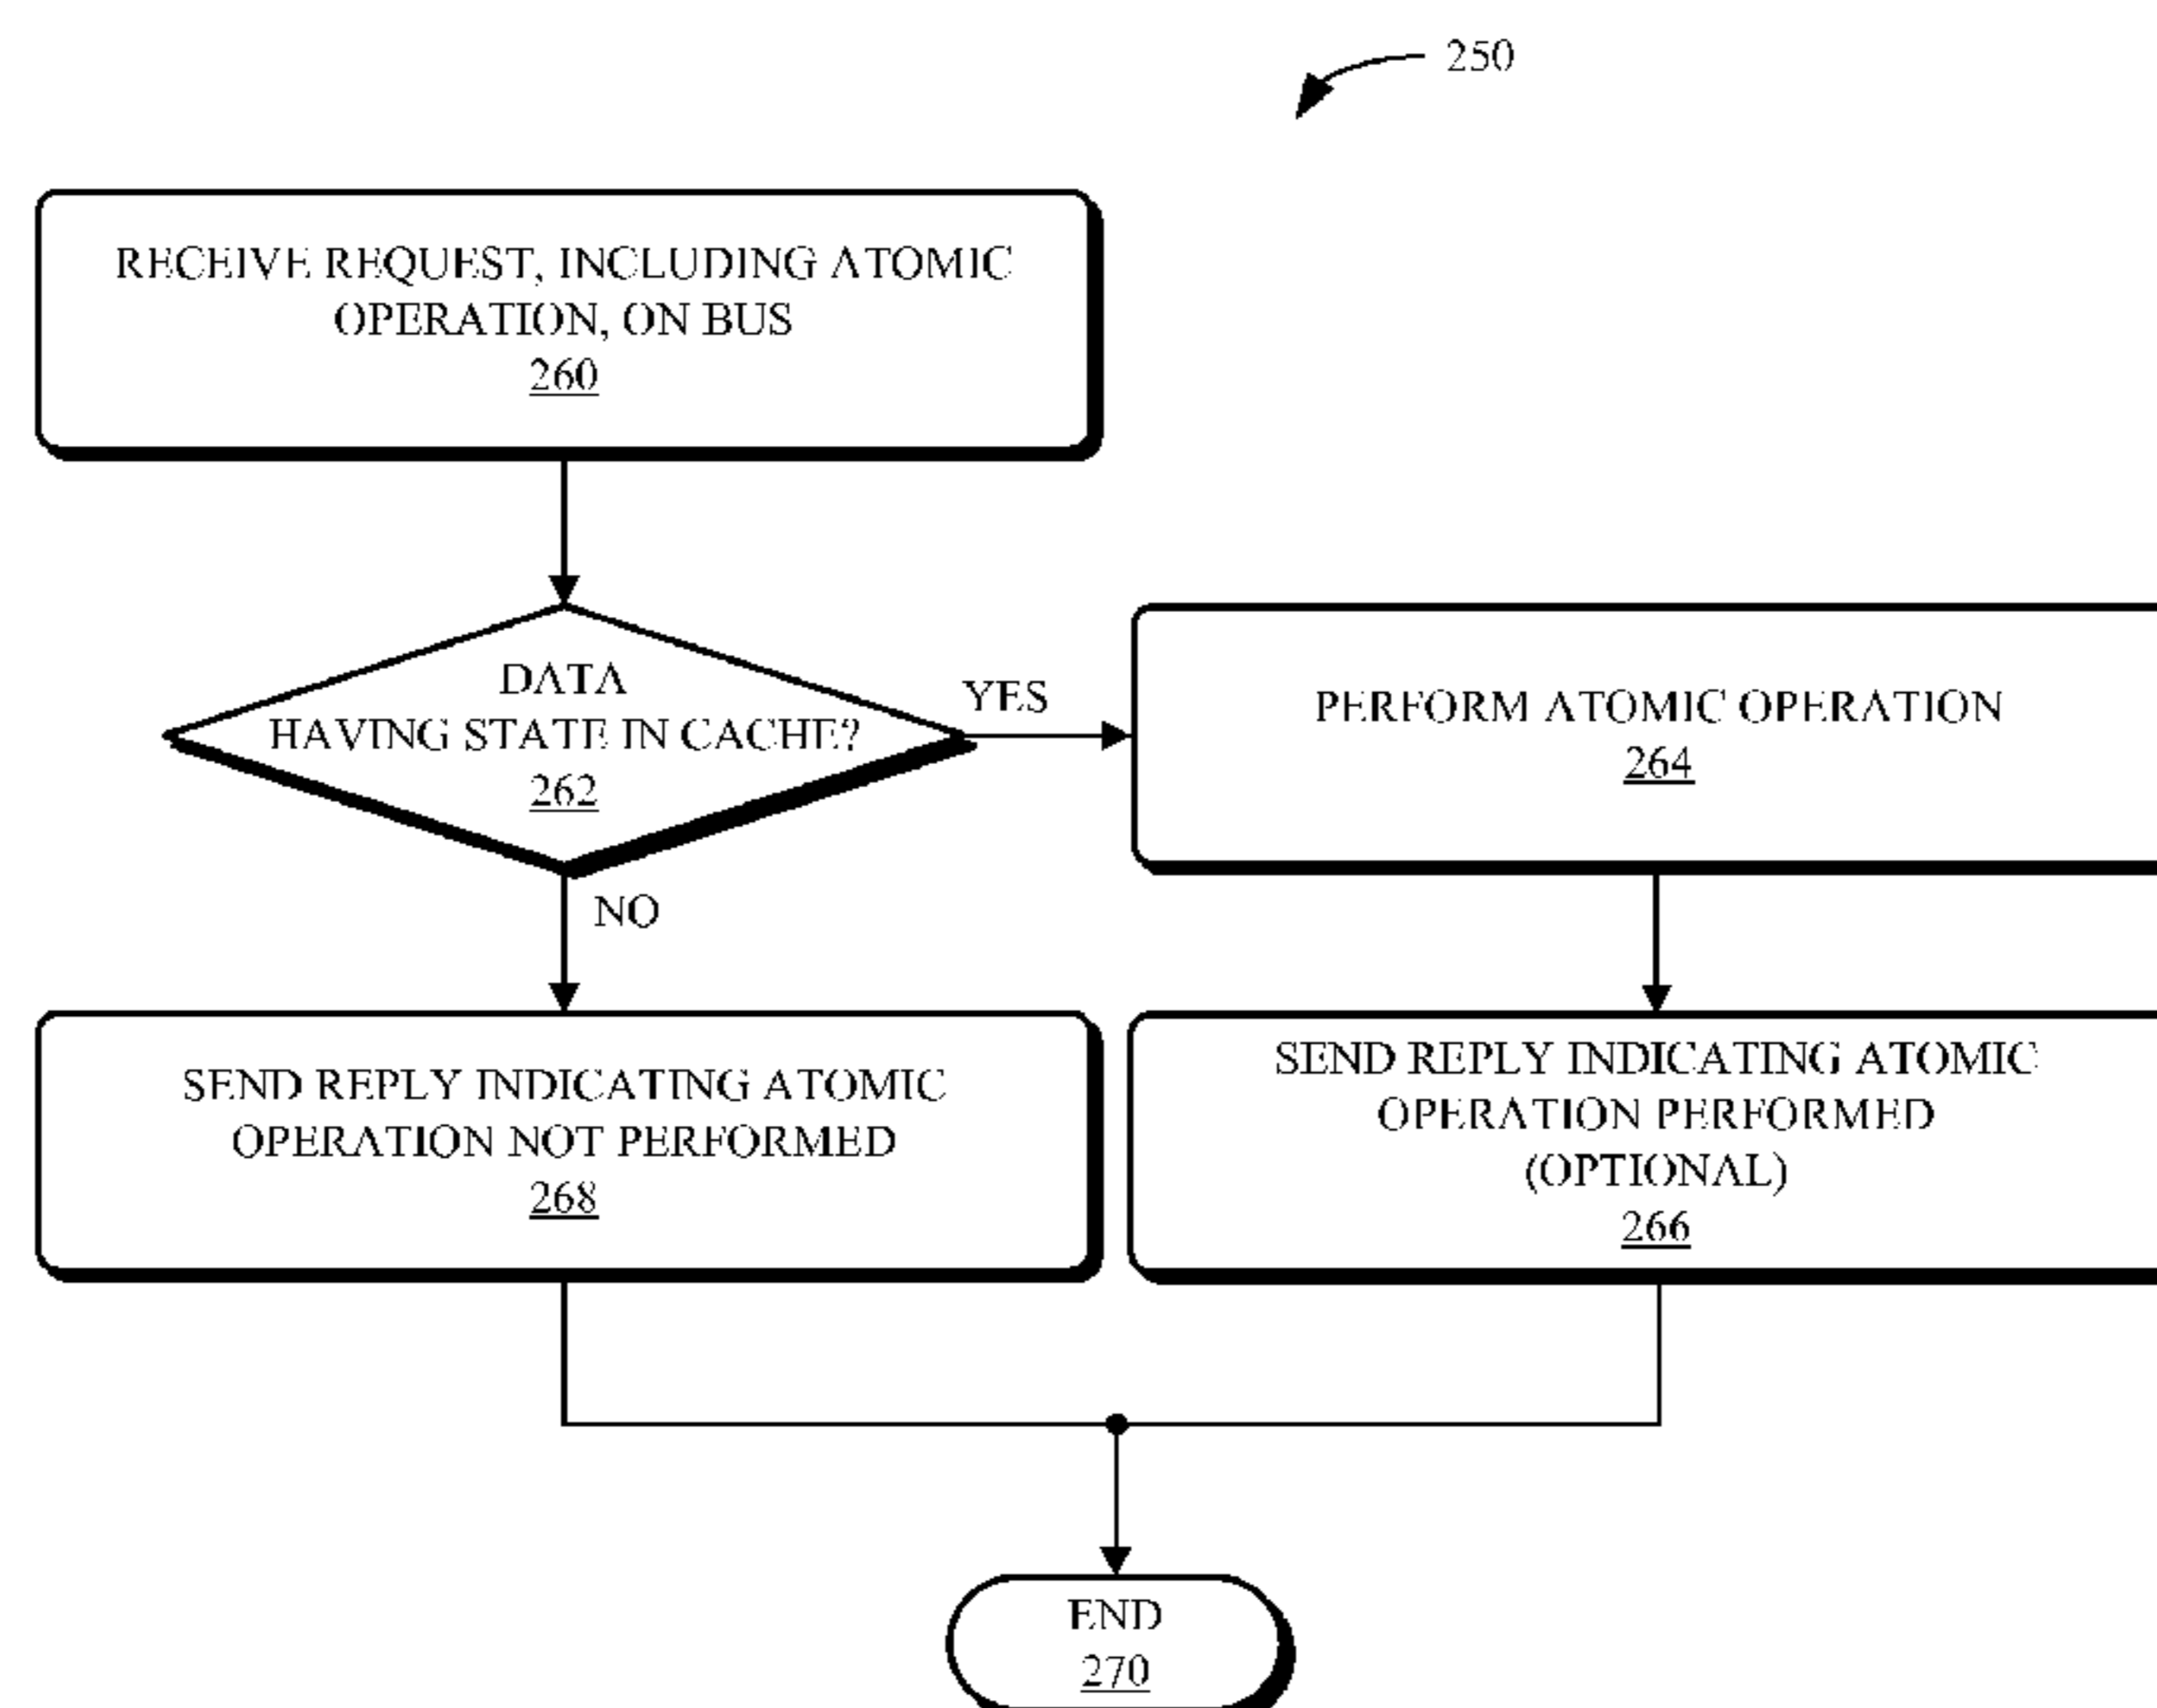 250
RECEIVE REQUEST, INCLUDING ATOMIC
OPERATION, ON BUS
260
DATA
HAVING STATE IN CACHE?
262
YES
PERFORM ATOMIC OPERATION
264
NO
SEND REPLY INDICATING ATOMIC
OPERATION NOT PERFORMED
268
SEND REPLY INDICATING ATOMIC
OPERATION PERFORMED
(OPTIONAL)
266
END
270